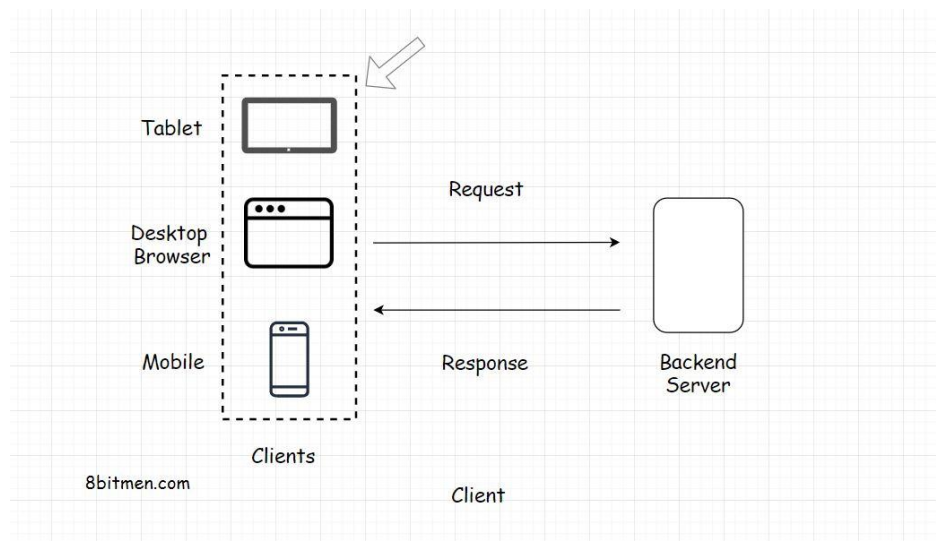 Tablet
Request
Desktop
Browser
Mobile
Response
Backend
Server
Clients
8bitmen.com
Client